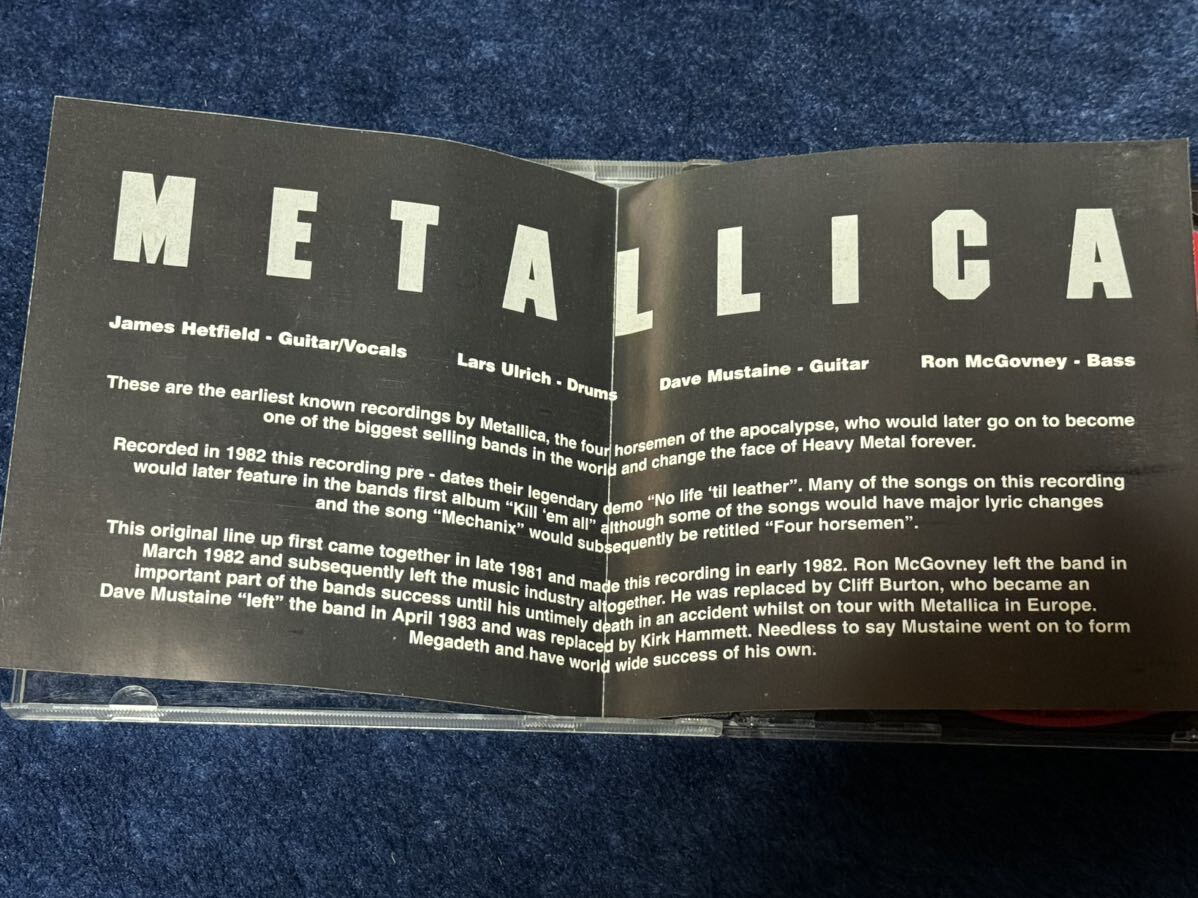 METALLICA
James Hetfield - Guitar/Vocals Lars Ulrich - Drums Dave Mustaine - Guitar Ron McGovney - Bass
These are the earliest known recordings by Metallica, the four horsemen of the apocalypse, who would later go on to become
one of the biggest selling bands in the world and change the face of Heavy Metal forever.
Recorded in 1982 this recording pre - dates their legendary demo “No life ‘til leather”. Many of the songs on this recording
would later feature in the bands first album “Kill ‘em all” although some of the songs would have major lyric changes
and the song “Mechanix” would subsequently be retitled “Four horsemen”.
This original line up first came together in late 1981 and made this recording in early 1982. Ron McGovney left the band in
March 1982 and subsequently left the music industry altogether. He was replaced by Cliff Burton, who became an
important part of the bands success until his untimely death in an accident whilst on tour with Metallica in Europe.
Dave Mustaine “left” the band in April 1983 and was replaced by Kirk Hammett. Needless to say Mustaine went on to form
Megadeth and have world wide success of his own.